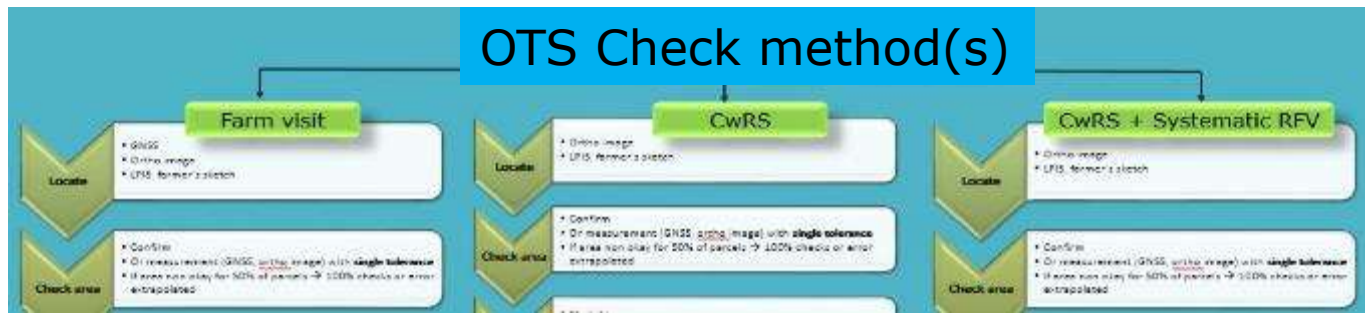 OTS Check method(s)
Farm visit
Locate
• GNSS
• Ortho image
• LPIS, farmer's sketch
Check area
• Confirm
• Or measurement (GNSS, ortho image) with single tolerance
• If area non okay for 50% of parcels → 100% checks or error
extrapolated
CwRS
Locate
• Ortho image
• LPIS, farmer's sketch
Check area
• Confirm
• Or measurement (GNSS, ortho image) with single tolerance
• If area non okay for 50% of parcels → 100% checks or error
extrapolated
CwRS + Systematic RFV
Locate
• Ortho image
• LPIS, farmer's sketch
Check area
• Confirm
• Or measurement (GNSS, ortho image) with single tolerance
• If area non okay for 50% of parcels → 100% checks or error
extrapolated